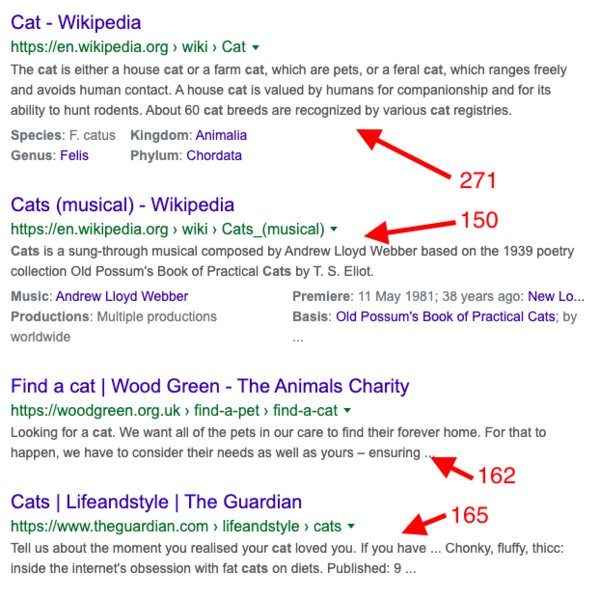 Cat - Wikipedia
https://en.wikipedia.org › wiki › Cat
The cat is either a house cat or a farm cat, which are pets, or a feral cat, which ranges freely
and avoids human contact. A house cat is valued by humans for companionship and for its
ability to hunt rodents. About 60 cat breeds are recognized by various cat registries.
Species: F. catus Kingdom: Animalia
Genus: Felis Phylum: Chordata
271
Cats (musical) - Wikipedia
150
https://en.wikipedia.org › wiki › Cats_(musical)
Cats is a sung-through musical composed by Andrew Lloyd Webber based on the 1939 poetry
collection Old Possum's Book of Practical Cats by T. S. Eliot.
Music: Andrew Lloyd Webber Premiere: 11 May 1981; 38 years ago: New Lo...
Productions: Multiple productions Basis: Old Possum's Book of Practical Cats; by
worldwide ...
Find a cat | Wood Green - The Animals Charity
https://woodgreen.org.uk › find-a-pet › find-a-cat
Looking for a cat. We want all of the pets in our care to find their forever home. For that to
happen, we have to consider their needs as well as yours – ensuring ...
162
Cats | Lifeandstyle | The Guardian
165
https://www.theguardian.com › lifeandstyle › cats
Tell us about the moment you realised your cat loved you. If you have ... Chonky, fluffy, thicc:
inside the internet's obsession with fat cats on diets. Published: 9 ...